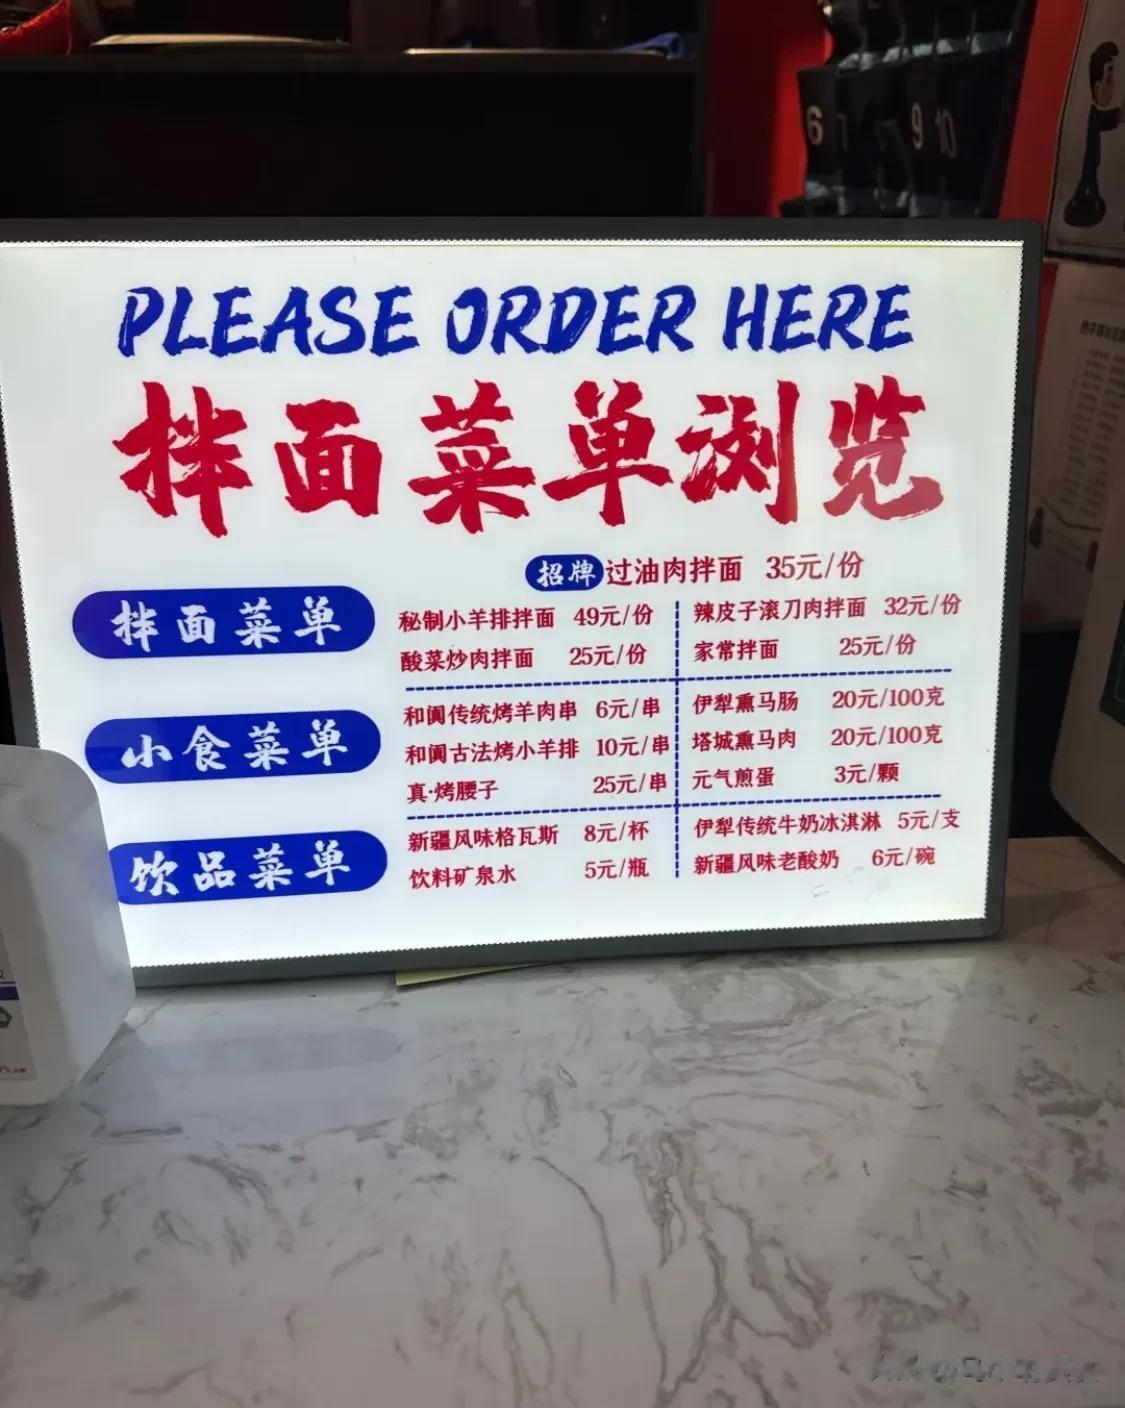 6 7 9 10
PLEASE ORDER HERE
拌面菜单浏览
招牌 过油肉拌面 35元/份
拌面菜单
秘制小羊排拌面 49元/份
辣皮子滚刀肉拌面 32元/份
酸菜炒肉拌面 25元/份
家常拌面 25元/份
小食菜单
和阗传统烤羊肉串 6元/串
伊犁熏马肠 20元/100克
和阗古法烤小羊排 10元/串
塔城熏马肉 20元/100克
真·烤腰子 25元/串
元气煎蛋 3元/颗
饮品菜单
新疆风味格瓦斯 8元/杯
伊犁传统牛奶冰淇淋 5元/支
饮料矿泉水 5元/瓶
新疆风味老酸奶 6元/碗